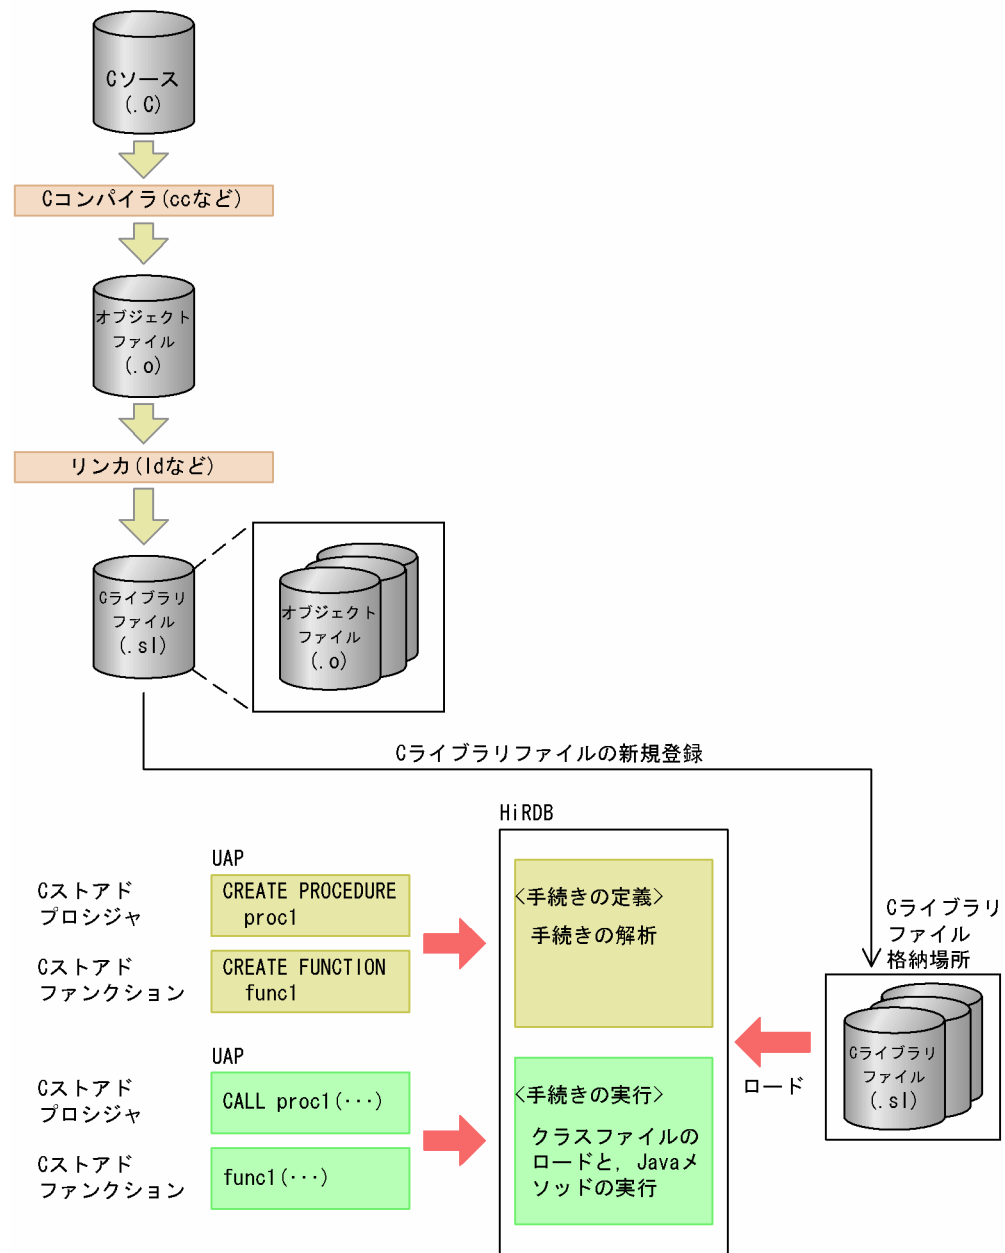 Cソース
(.C)
Cコンパイラ(ccなど)
オブジェクト
ファイル
(.o)
リンカ(ldなど)
Cライブラリ
ファイル
(.sl)
オブジェクト
ファイル
(.o)
Cライブラリファイルの新規登録
HiRDB
UAP
Cストアド
プロシジャ
CREATE PROCEDURE
proc1
Cストアド
ファンクション
CREATE FUNCTION
func1
<手続きの定義>
手続きの解析
Cライブラリ
ファイル
格納場所
Cライブラリ
ファイル
(.sl)
ロード
UAP
Cストアド
プロシジャ
CALL proc1(···)
Cストアド
ファンクション
func1(···)
<手続きの実行>
クラスファイルの
ロードと，Javaメ
ソッドの実行